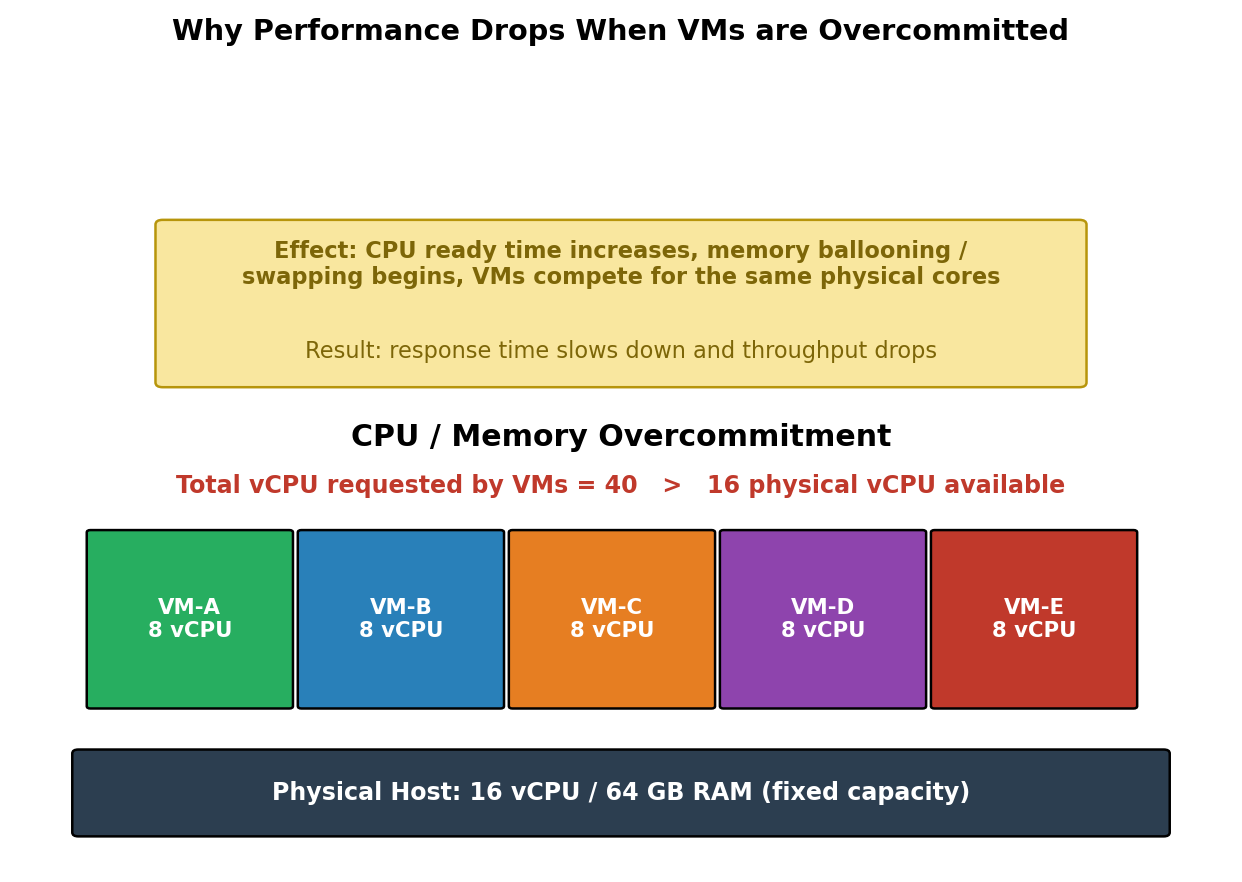 Why Performance Drops When VMs are Overcommitted
Effect: CPU ready time increases, memory ballooning /
swapping begins, VMs compete for the same physical cores
Result: response time slows down and throughput drops
CPU / Memory Overcommitment
Total vCPU requested by VMs = 40   >   16 physical vCPU available
VM-A
8 vCPU
VM-B
8 vCPU
VM-C
8 vCPU
VM-D
8 vCPU
VM-E
8 vCPU
Physical Host: 16 vCPU / 64 GB RAM (fixed capacity)